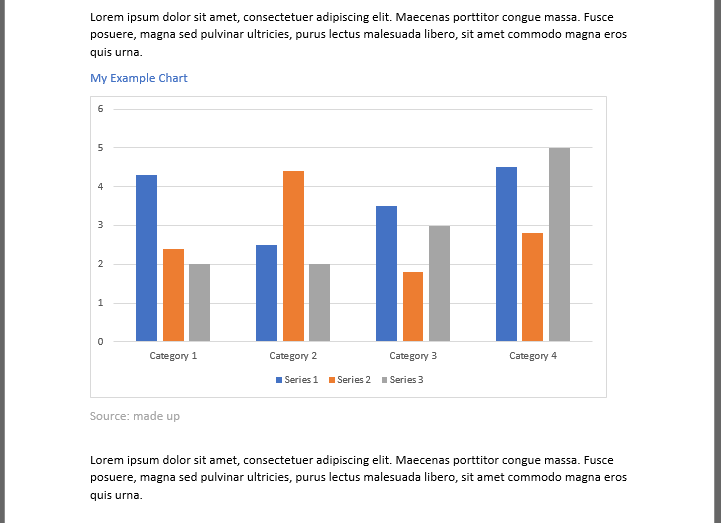 Lorem ipsum dolor sit amet, consectetuer adipiscing elit. Maecenas porttitor congue massa. Fusce
posuere, magna sed pulvinar ultricies, purus lectus malesuada libero, sit amet commodo magna eros
quis urna.
My Example Chart
6
5
4
3
2
1
0
Category 1 Category 2 Category 3 Category 4
Series 1 Series 2 Series 3
Source: made up
Lorem ipsum dolor sit amet, consectetuer adipiscing elit. Maecenas porttitor congue massa. Fusce
posuere, magna sed pulvinar ultricies, purus lectus malesuada libero, sit amet commodo magna eros
quis urna.